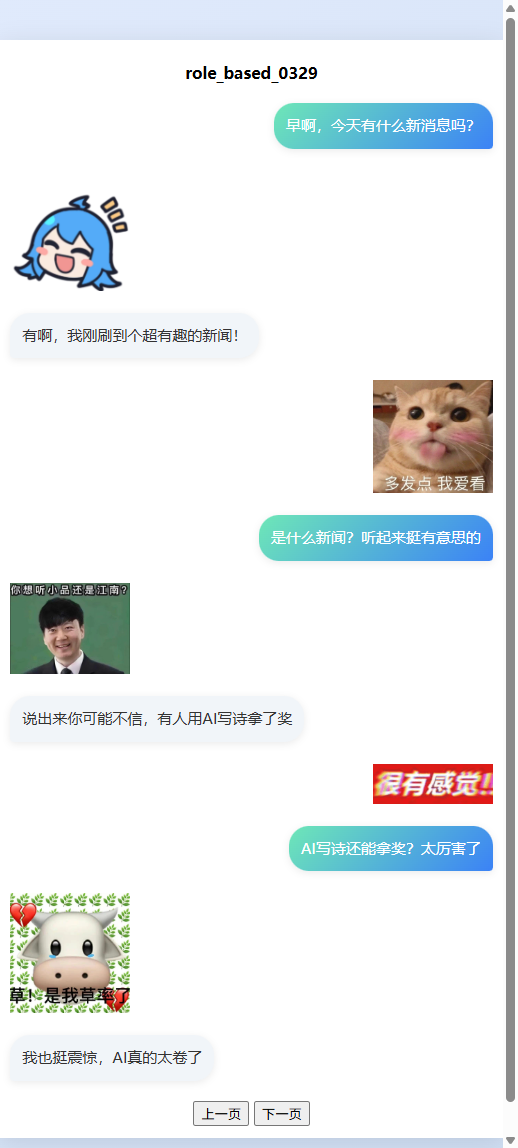 role_based_0329
早啊，今天有什么新消息吗？
有啊，我刚刷到个超有趣的新闻！
多发点 我爱看
是什么新闻？听起来挺有意思的
你想听小品还是江南？
说出来你可能不信，有人用AI写诗拿了奖
很有感觉!!
AI写诗还能拿奖？太厉害了
草！是我草率了
我也挺震惊，AI真的太卷了
上一页 下一页